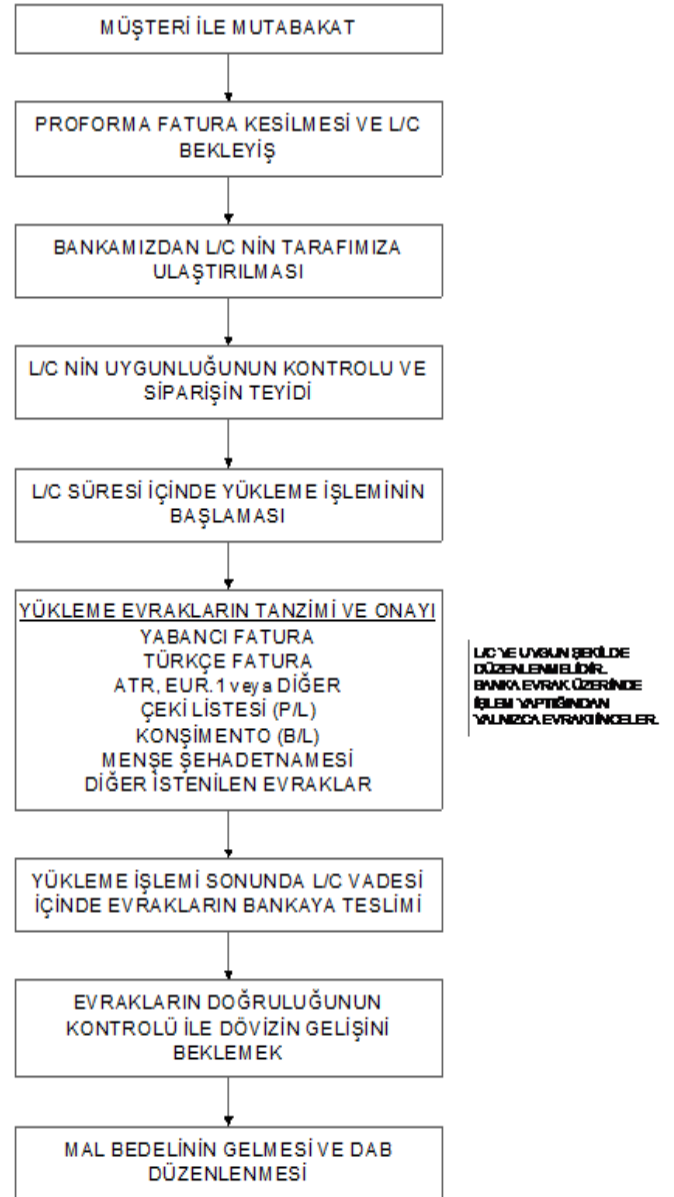 MÜŞTERİ İLE MUTABAKAT
PROFORMA FATURA KESİLMESİ VE L/C
BEKLEYİŞ
BANKAMIZDAN L/C NİN TARAFIMIZA
ULAŞTIRILMASI
L/C NİN UYGUNLUĞUNUN KONTROLU VE
SİPARİŞİN TEYİDİ
L/C SÜRESİ İÇİNDE YÜKLEME İŞLEMİNİN
BAŞLAMASI
YÜKLEME EVRAKLARIN TANZİMİ VE ONAYI
YABANCI FATURA
TÜRKÇE FATURA
ATR, EUR.1 veya DİĞER
ÇEKİ LİSTESİ (P/L)
KONŞİMENTO (B/L)
MENŞE ŞEHADETNAMESİ
DİĞER İSTENİLEN EVRAKLAR
L/C YE UYGUN ŞEKİLDE
DÜZENLENMELİDİR.
BANKA EVRAK ÜZERİNDE
İŞLEM YAPTIĞINDAN
YALNIZCA EVRAKI İNCELER.
YÜKLEME İŞLEMİ SONUNDA L/C VADESİ
İÇİNDE EVRAKLARIN BANKAYA TESLİMİ
EVRAKLARIN DOĞRULUĞUNUN
KONTROLÜ İLE DÖVİZİN GELİŞİNİ
BEKLEMEK
MAL BEDELİNİN GELMESİ VE DAB
DÜZENLENMESİ